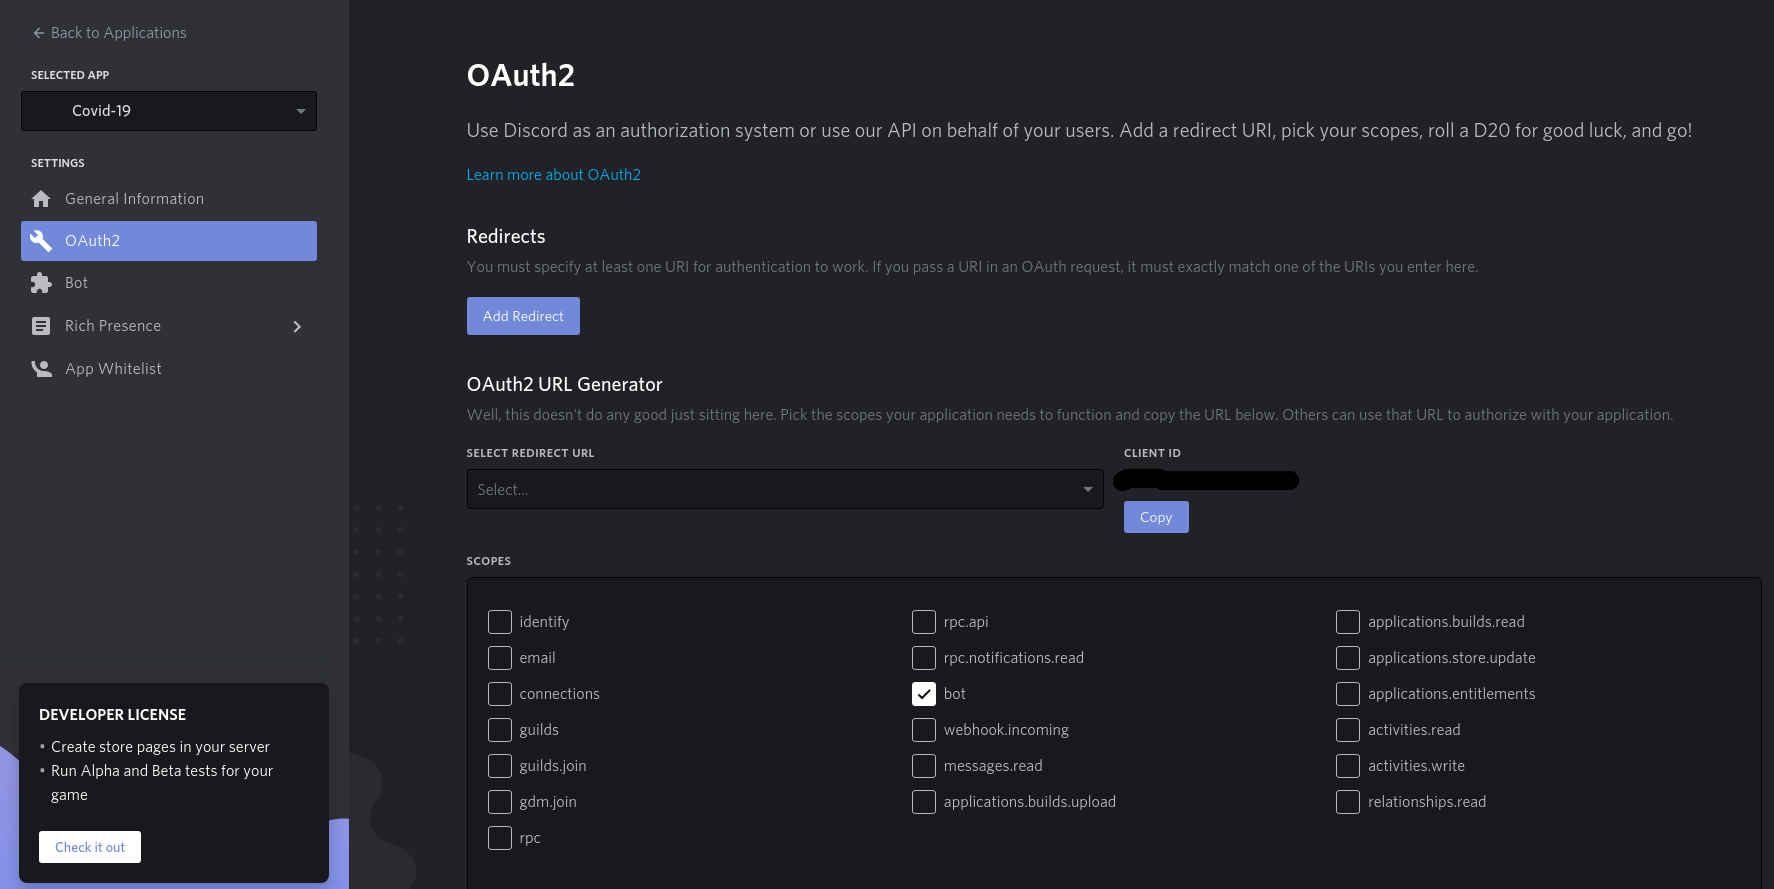 Back to Applications
SELECTED APP
Covid-19
SETTINGS
General Information
OAuth2
Bot
Rich Presence
App Whitelist
DEVELOPER LICENSE
• Create store pages in your server
• Run Alpha and Beta tests for your
game
Check it out
OAuth2
Use Discord as an authorization system or use our API on behalf of your users. Add a redirect URI, pick your scopes, roll a D20 for good luck, and go!
Learn more about OAuth2
Redirects
You must specify at least one URI for authentication to work. If you pass a URI in an OAuth request, it must exactly match one of the URIs you enter here.
Add Redirect
OAuth2 URL Generator
Well, this doesn't do any good just sitting here. Pick the scopes your application needs to function and copy the URL below. Others can use that URL to authorize with your application.
SELECT REDIRECT URL
Select...
CLIENT ID
Copy
SCOPES
identify
email
connections
guilds
guilds.join
gdm.join
rpc
rpc.api
rpc.notifications.read
bot
webhook.incoming
messages.read
applications.builds.upload
applications.builds.read
applications.store.update
applications.entitlements
activities.read
activities.write
relationships.read